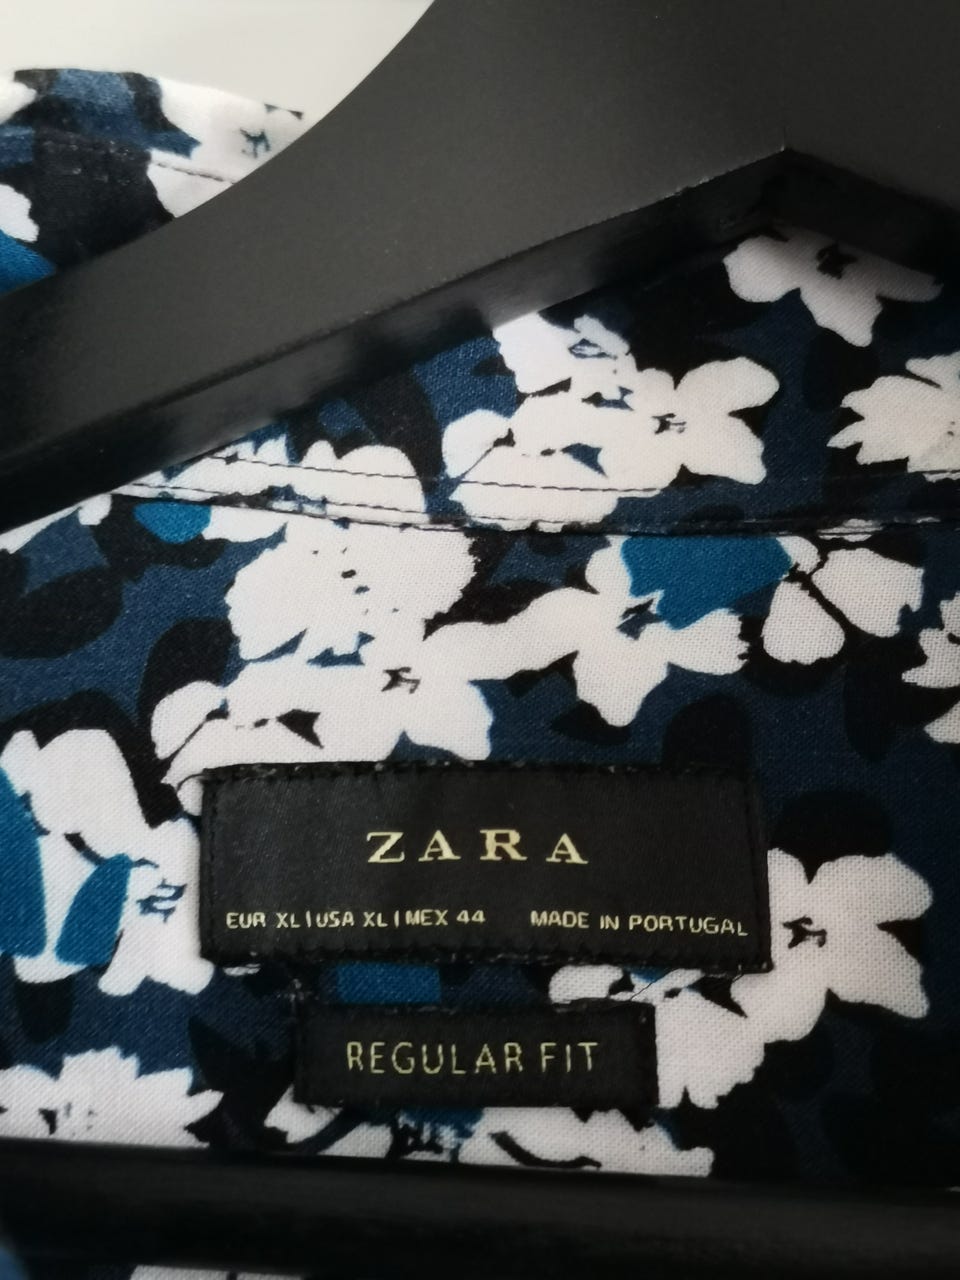 ZARA
EUR XL | USA XL | MEX 44 MADE IN PORTUGAL
REGULAR FIT